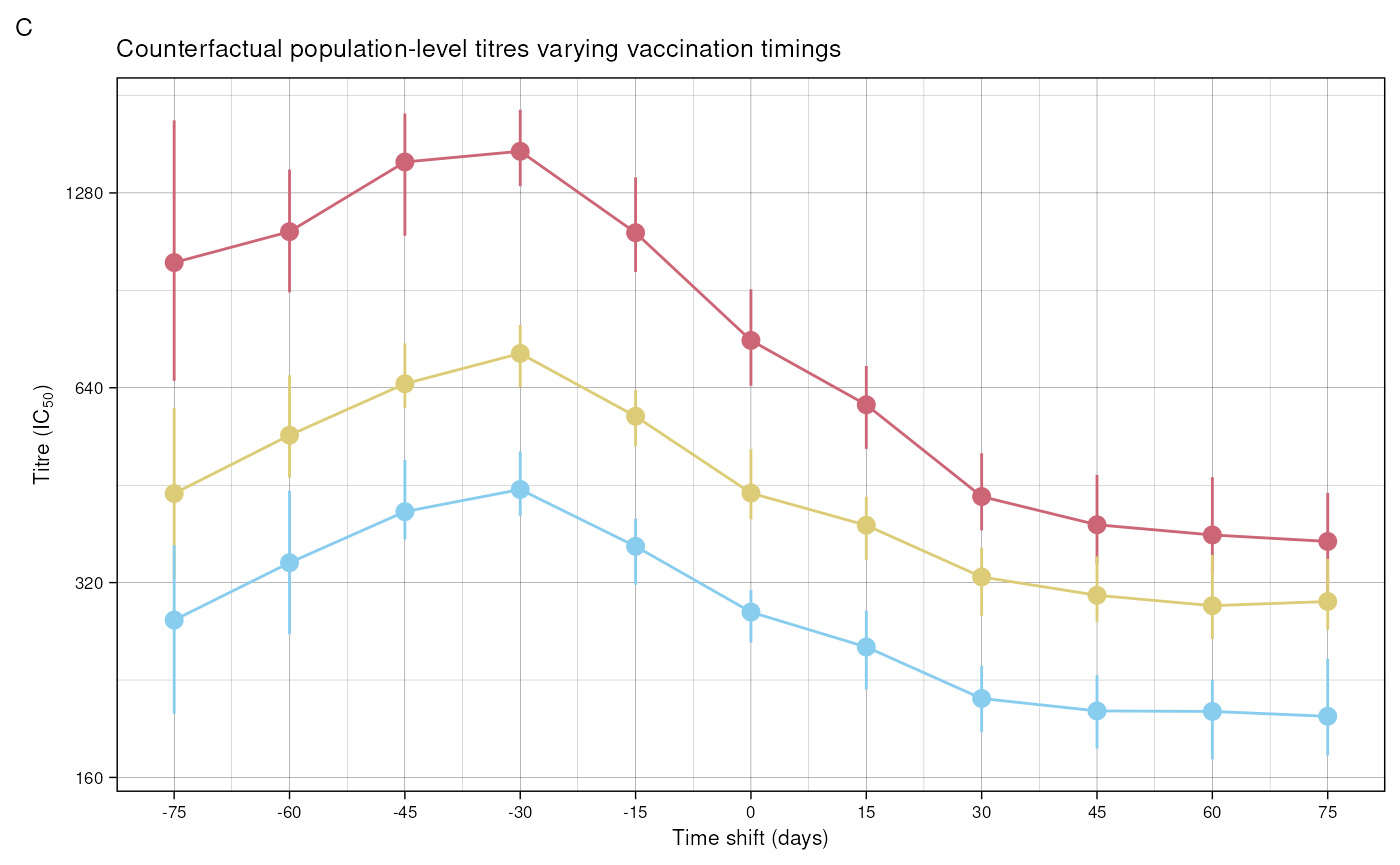 C
Counterfactual population-level titres varying vaccination timings
Titre (IC50)
1280
640
320
160
-75 -60 -45 -30 -15 0 15 30 45 60 75
Time shift (days)